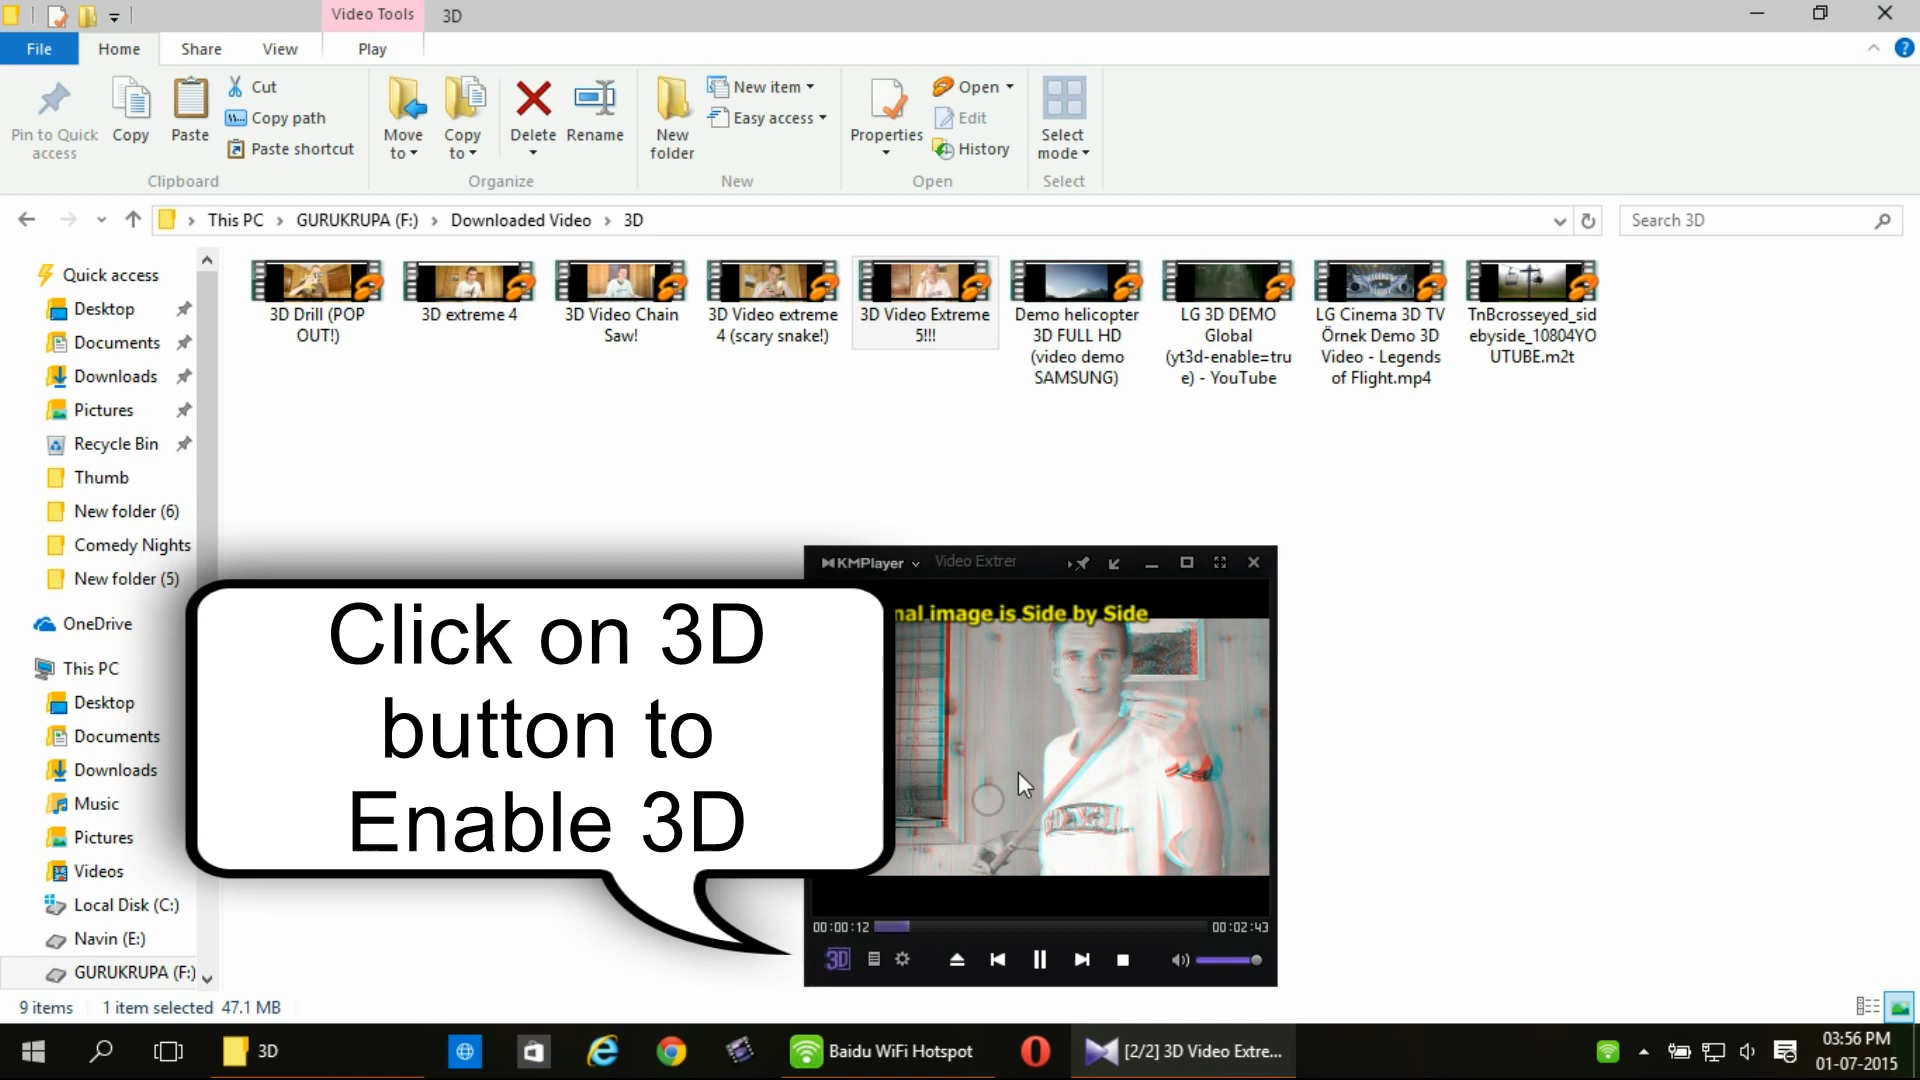 Video Tools
3D
File
Home
Share
View
Play
Pin to Quick access
Copy
Paste
Cut
Copy path
Paste shortcut
Clipboard
Move to
Copy to
Delete
Rename
Organize
New folder
New item
Easy access
New
Properties
Open
Edit
History
Open
Select mode
Select
This PC > GURUKRUPA (F:) > Downloaded Video > 3D
Search 3D
Quick access
Desktop
Documents
Downloads
Pictures
Recycle Bin
Thumb
New folder (6)
Comedy Nights
New folder (5)
OneDrive
This PC
Desktop
Documents
Downloads
Music
Pictures
Videos
Local Disk (C:)
Navin (E:)
GURUKRUPA (F:)
3D Drill (POP
OUT!)
3D extreme 4
3D Video Chain
Saw!
3D Video extreme
4 (scary snake!)
3D Video Extreme
5!!!
Demo helicopter
3D FULL HD
(video demo
SAMSUNG)
LG 3D DEMO
Global
(yt3d-enable=tru
e) - YouTube
LG Cinema 3D TV
Örnek Demo 3D
Video - Legends
of Flight.mp4
TnBcrosseyed_sid
ebyside_10804YO
UTUBE.m2t
Click on 3D
button to
Enable 3D
KMPlayer
Video Extrer
nal image is Side by Side
00:00:12
00:02:43
3D
9 items
1 item selected 47.1 MB
3D
Baidu WiFi Hotspot
[2/2] 3D Video Extre...
03:56 PM
01-07-2015